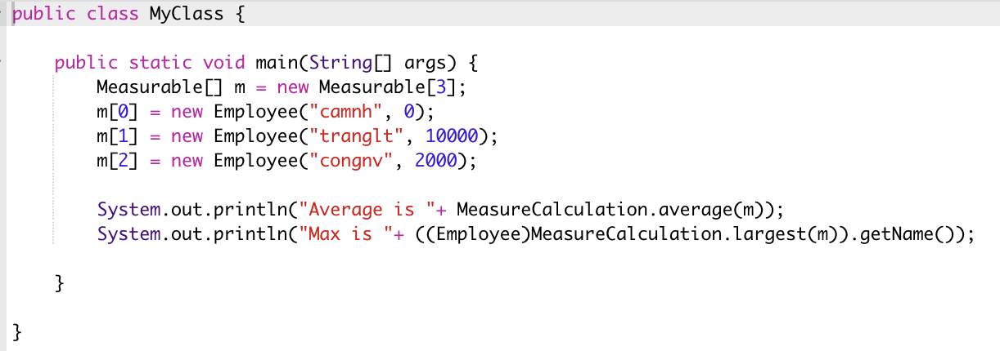 public class MyClass {
public static void main(String[] args) {
Measurable[] m = new Measurable[3];
m[0] = new Employee("camnh", 0);
m[1] = new Employee("tranglt", 10000);
m[2] = new Employee("congnv", 2000);
System.out.println("Average is "+ MeasureCalculation.average(m));
System.out.println("Max is "+ ((Employee)MeasureCalculation.largest(m)).getName());
}
}